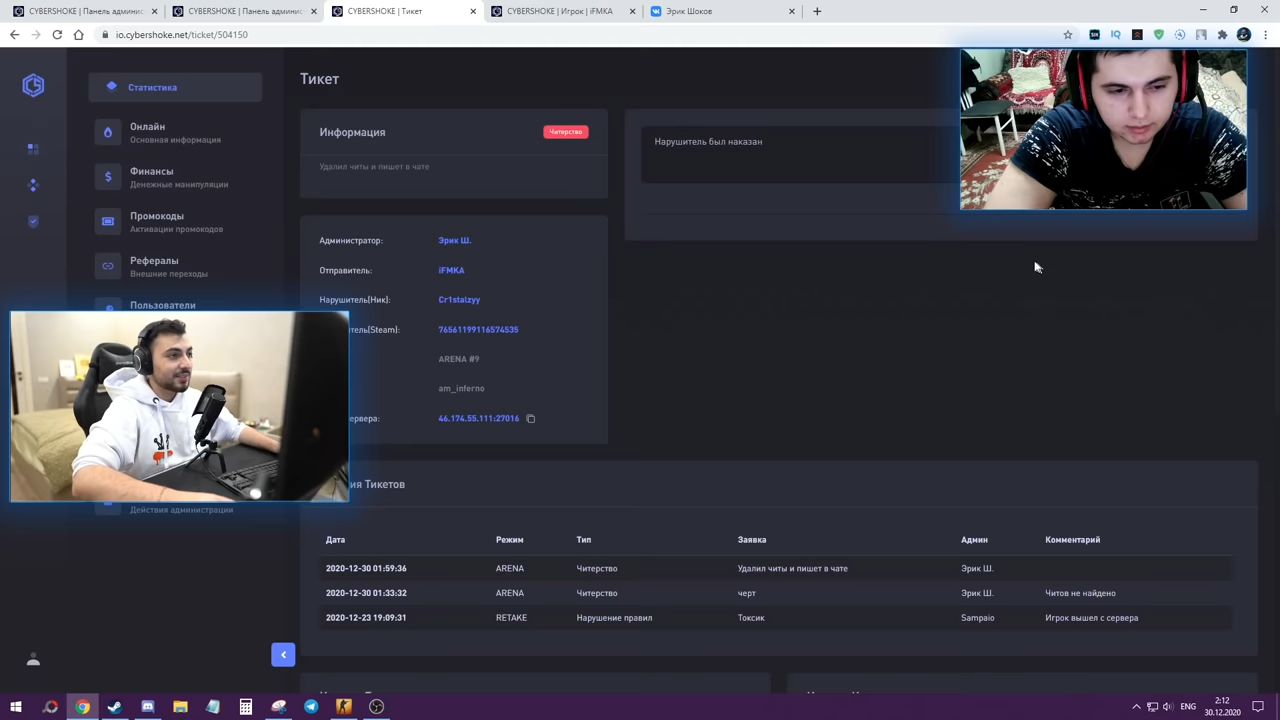 CYBERSHOKE | Панель админис
CYBERSHOKE | Панель админис
CYBERSHOKE | Тикет
CYBERSHOKE | Игрок | iFMKA
Эрик Шоков
io.cybershoke.net/ticket/504150
Статистика
Онлайн
Основная информация
Финансы
Денежные манипуляции
Промокоды
Активации промокодов
Рефералы
Внешние переходы
Пользователи
Действия администрации
Тикет
Информация
Читерство
Удалил читы и пишет в чате
Нарушитель был наказан
Администратор: Эрик Ш.
Отправитель: iFMKA
Нарушитель(Ник): Cr1stalzyy
тель(Steam): 76561199116574535
ARENA #9
am_inferno
ервера: 46.174.55.111:27016
ия Тикетов
Дата Режим Тип Заявка Админ Комментарий
2020-12-30 01:59:36 ARENA Читерство Удалил читы и пишет в чате Эрик Ш.
2020-12-30 01:33:32 ARENA Читерство черт Эрик Ш. Читов не найдено
2020-12-23 19:09:31 RETAKE Нарушение правил Токсик Sampaio Игрок вышел с сервера
ENG
2:12
30.12.2020